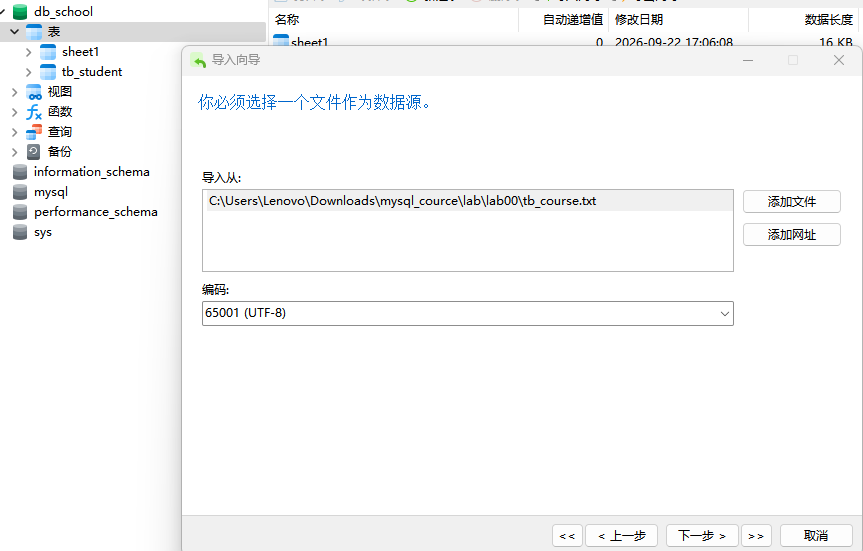 db_school
表
sheet1
tb_student
视图
函数
查询
备份
information_schema
mysql
performance_schema
sys
名称 自动递增值 修改日期 数据长度
sheet1 0 2026-09-22 17:06:08 16 KB
导入向导
你必须选择一个文件作为数据源。
导入从:
C:\Users\Lenovo\Downloads\mysql_cource\lab\lab00\tb_course.txt
添加文件
添加网址
编码:
65001 (UTF-8)
<< < 上一步 下一步 > >> 取消